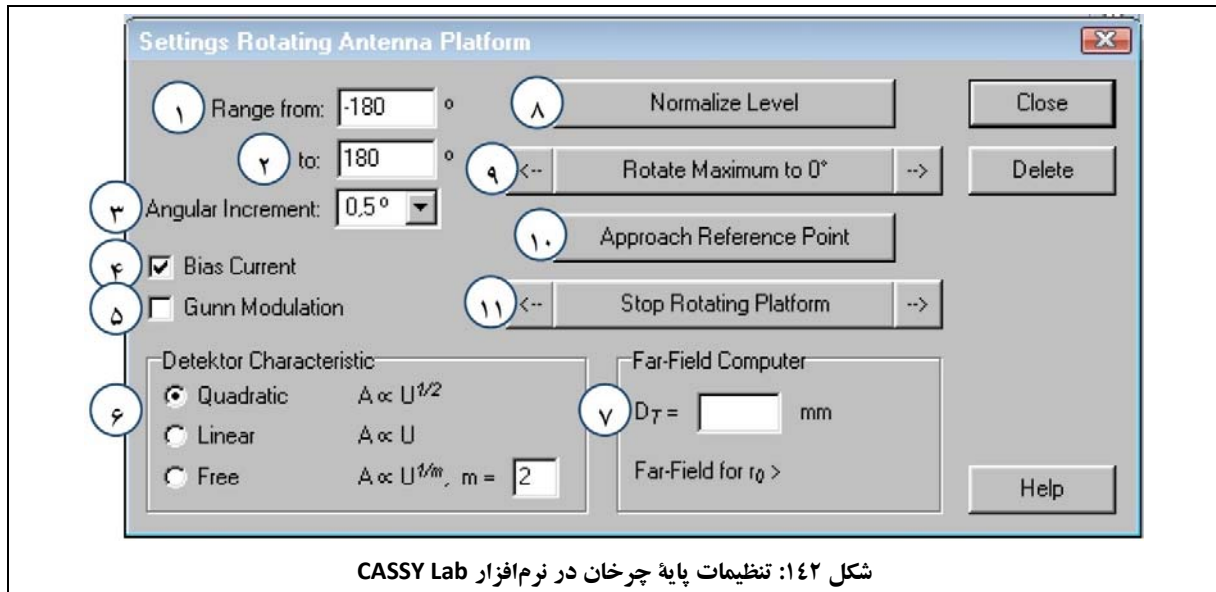 Settings Rotating Antenna Platform
۱ Range from: -180 °
۲ to: 180 °
۳ Angular Increment: 0,5 °
۴ Bias Current
۵ Gunn Modulation
۸ Normalize Level
۹ <-- Rotate Maximum to 0° -->
۱۰ Approach Reference Point
۱۱ <-- Stop Rotating Platform -->
Close
Delete
Detektor Characteristic
۶ Quadratic A ∝ U^1/2
Linear A ∝ U
Free A ∝ U^1/m, m = 2
Far-Field Computer
۷ D_T = mm
Far-Field for r_0 >
Help
شکل ۱٤۲: تنظیمات پایۀ چرخان در نرم‌افزار CASSY Lab